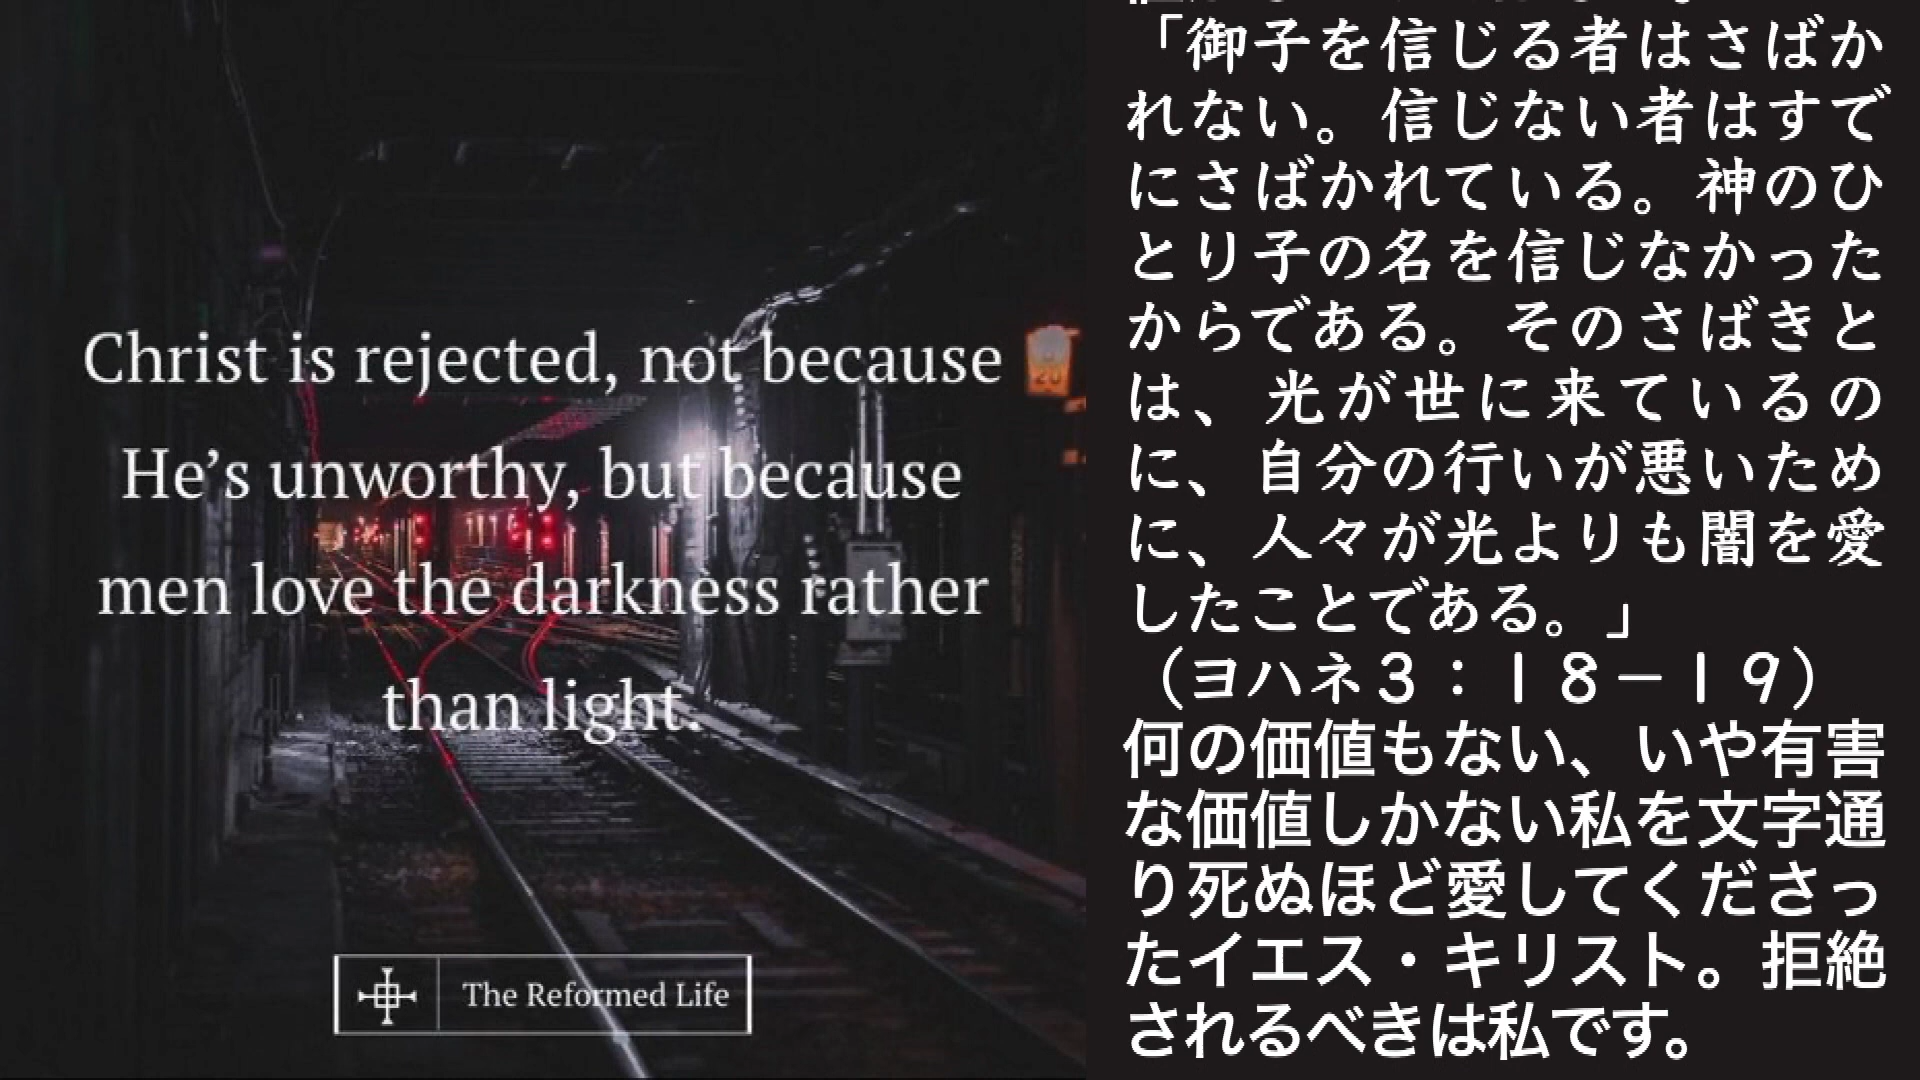 Christ is rejected, not because
He’s unworthy, but because
men love the darkness rather
than light.
The Reformed Life
「御子を信じる者はさばか
れない。信じない者はすで
にさばかれている。神のひ
とり子の名を信じなかった
からである。そのさばきと
は、光が世に来ているの
に、自分の行いが悪いため
に、人々が光よりも闇を愛
したことである。」
（ヨハネ３：１８－１９）
何の価値もない、いや有害
な価値しかない私を文字通
り死ぬほど愛してくださっ
たイエス・キリスト。拒絶
されるべきは私です。